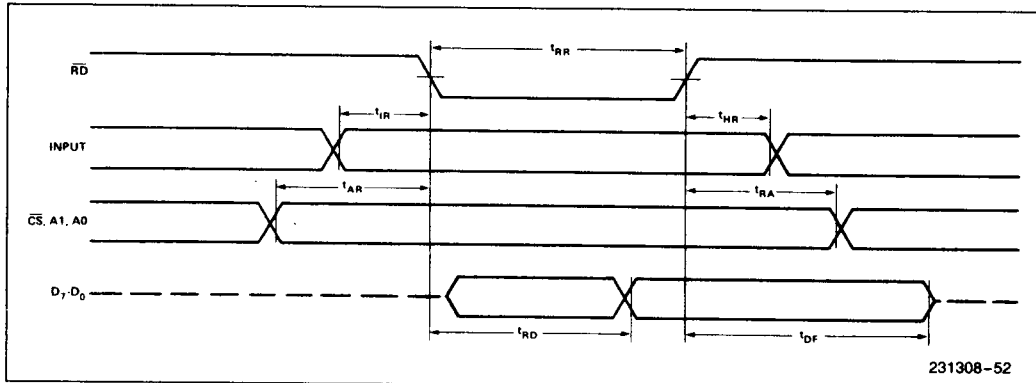 tRR
RD
tIR
tHR
INPUT
tAR
tRA
CS, A1, A0
D7-D0
tRD
tDF
231308-52